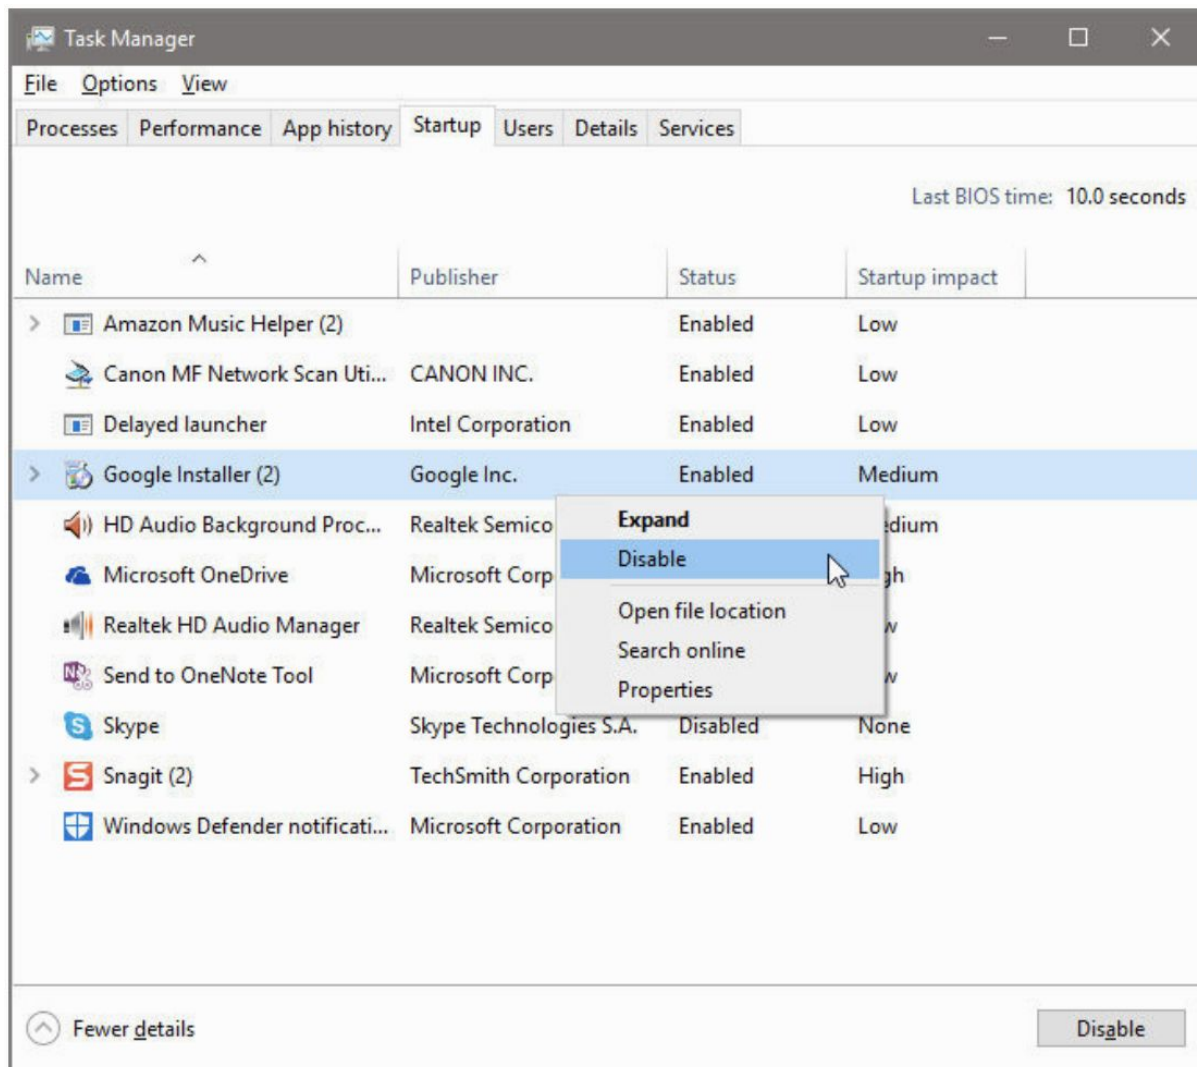 Task Manager
File Options View
Processes Performance App history Startup Users Details Services
Last BIOS time: 10.0 seconds
Name Publisher Status Startup impact
Amazon Music Helper (2) Enabled Low
Canon MF Network Scan Uti... CANON INC. Enabled Low
Delayed launcher Intel Corporation Enabled Low
Google Installer (2) Google Inc. Enabled Medium
HD Audio Background Proc... Realtek Semico
Microsoft OneDrive Microsoft Corp
Realtek HD Audio Manager Realtek Semico
Send to OneNote Tool Microsoft Corp
Expand
Disable
Open file location
Search online
Properties
Skype Skype Technologies S.A. Disabled None
Snagit (2) TechSmith Corporation Enabled High
Windows Defender notificati... Microsoft Corporation Enabled Low
Fewer details Disable